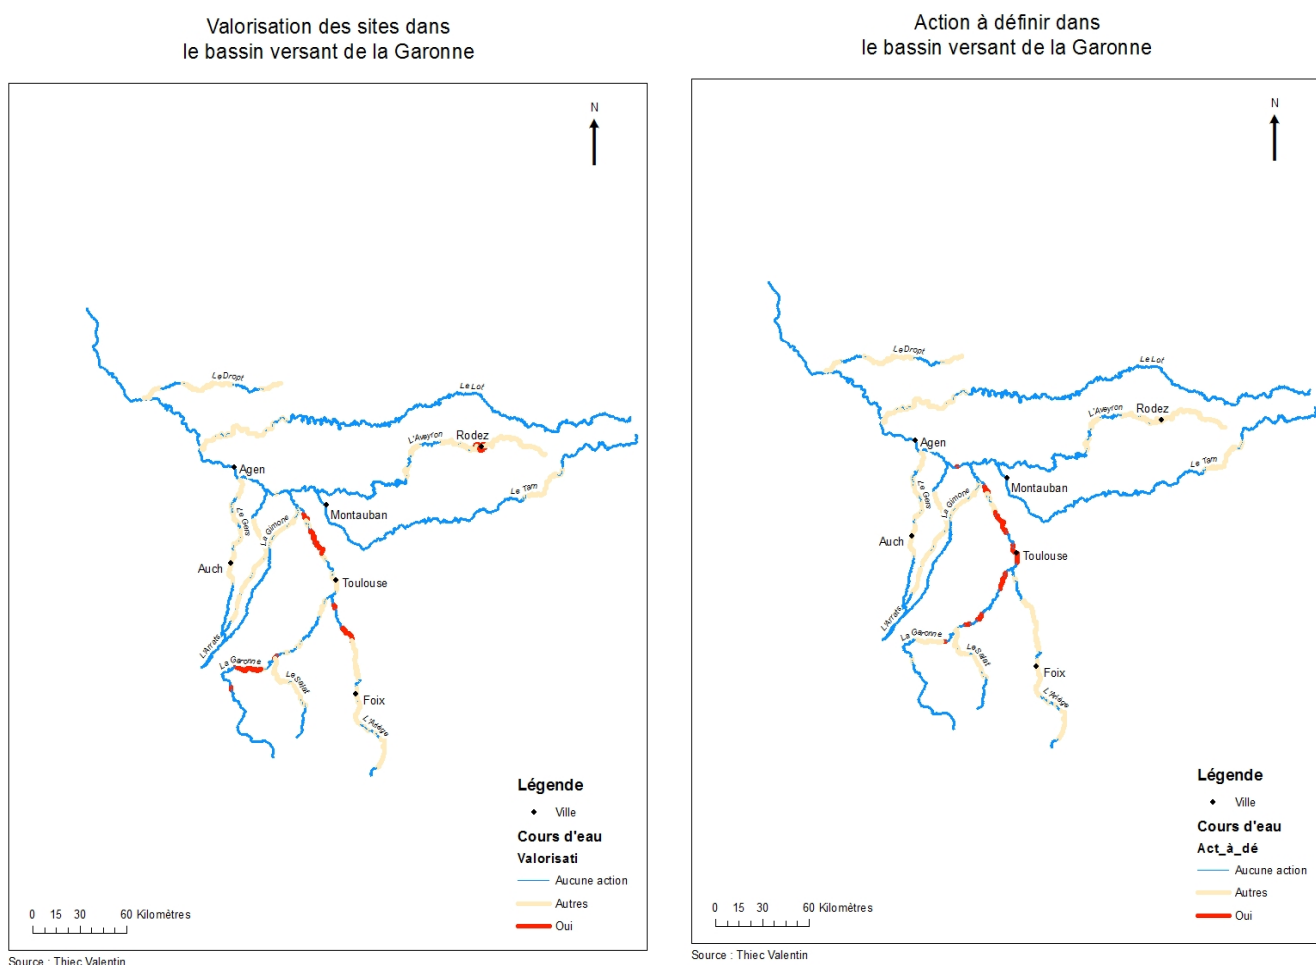 Valorisation des sites dans
le bassin versant de la Garonne
N
Le Dropt
Le Lot
L'Aveyron
Rodez
Agen
Le Tarn
Le Gers
La Gimone
Montauban
Auch
Toulouse
L'Arrats
La Garonne
Le Salat
Foix
L'Ariège
Légende
Ville
Cours d'eau
Valorisati
Aucune action
Autres
Oui
0 15 30 60 Kilomètres
Source : Thiec Valentin
Action à définir dans
le bassin versant de la Garonne
N
Le Dropt
Le Lot
L'Aveyron
Rodez
Agen
Le Tarn
Le Gers
La Gimone
Montauban
Auch
Toulouse
L'Arrats
La Garonne
Le Salat
Foix
L'Ariège
Légende
Ville
Cours d'eau
Act_à_dé
Aucune action
Autres
Oui
0 15 30 60 Kilomètres
Source : Thiec Valentin